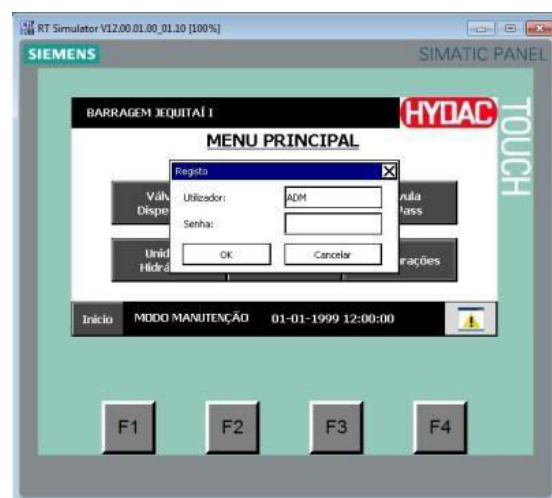 RT Simulator V12.00.01.00_01.10 [100%]
SIEMENS
SIMATIC PANEL
TOUCH
BARRAGEM JEQUITAÍ I
HYDAC
MENU PRINCIPAL
Registo
Utilizador: ADM
Senha:
OK Cancelar
Início MODO MANUTENÇÃO 01-01-1999 12:00:00
F1 F2 F3 F4